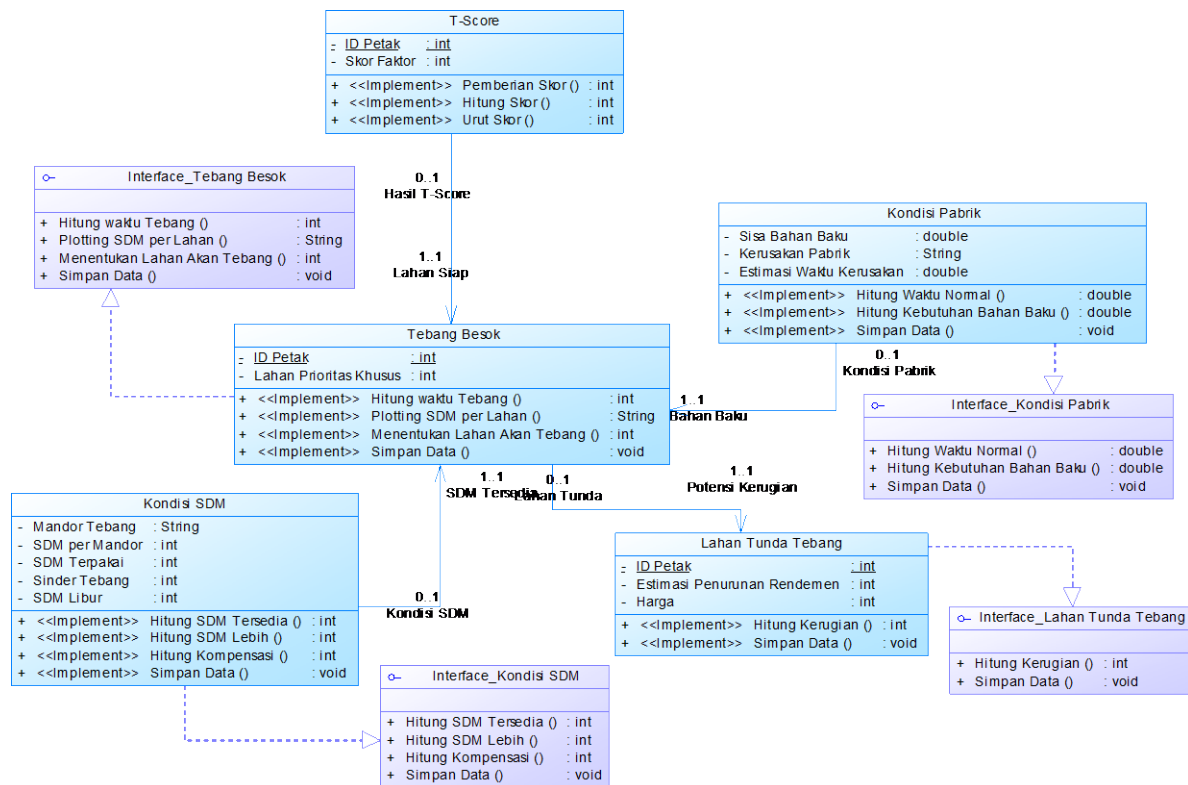 T-Score
- ID Petak : int
- Skor Faktor : int
+ <<Implement>> Pemberian Skor () : int
+ <<Implement>> Hitung Skor () : int
+ <<Implement>> Urut Skor () : int
0..1
Hasil T-Score
1..1
Lahan Siap
Interface_Tebang Besok
+ Hitung waktu Tebang () : int
+ Plotting SDM per Lahan () : String
+ Menentukan Lahan Akan Tebang () : int
+ Simpan Data () : void
Kondisi Pabrik
- Sisa Bahan Baku : double
- Kerusakan Pabrik : String
- Estimasi Waktu Kerusakan : double
+ <<Implement>> Hitung Waktu Normal () : double
+ <<Implement>> Hitung Kebutuhan Bahan Baku () : double
+ <<Implement>> Simpan Data () : void
0..1
Kondisi Pabrik
1..1
Bahan Baku
Tebang Besok
- ID Petak : int
- Lahan Prioritas Khusus : int
+ <<Implement>> Hitung waktu Tebang () : int
+ <<Implement>> Plotting SDM per Lahan () : String
+ <<Implement>> Menentukan Lahan Akan Tebang () : int
+ <<Implement>> Simpan Data () : void
Interface_Kondisi Pabrik
+ Hitung Waktu Normal () : double
+ Hitung Kebutuhan Bahan Baku () : double
+ Simpan Data () : void
1..1
SDM Tersedia
0..1
Lahan Tunda
1..1
Potensi Kerugian
Kondisi SDM
- Mandor Tebang : String
- SDM per Mandor : int
- SDM Terpakai : int
- Sinder Tebang : int
- SDM Libur : int
+ <<Implement>> Hitung SDM Tersedia () : int
+ <<Implement>> Hitung SDM Lebih () : int
+ <<Implement>> Hitung Kompensasi () : int
+ <<Implement>> Simpan Data () : void
0..1
Kondisi SDM
Lahan Tunda Tebang
- ID Petak : int
- Estimasi Penurunan Rendemen : int
- Harga : int
+ <<Implement>> Hitung Kerugian () : int
+ <<Implement>> Simpan Data () : void
Interface_Lahan Tunda Tebang
+ Hitung Kerugian () : int
+ Simpan Data () : void
Interface_Kondisi SDM
+ Hitung SDM Tersedia () : int
+ Hitung SDM Lebih () : int
+ Hitung Kompensasi () : int
+ Simpan Data () : void